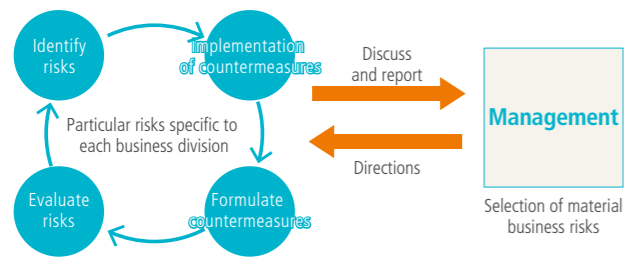 Identify
risks
Implementation
of countermeasures
Discuss
and report
Particular risks specific to
each business division
Management
Directions
Evaluate
risks
Formulate
countermeasures
Selection of material
business risks